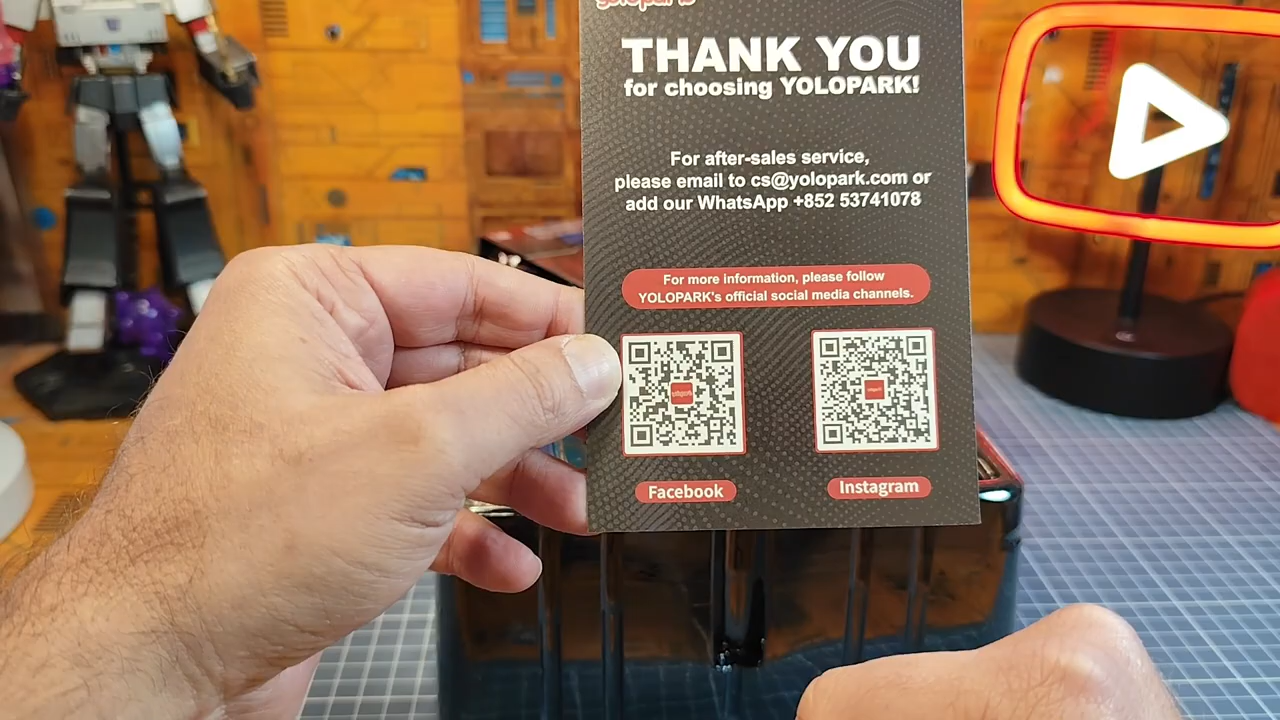 yolopark
THANK YOU
for choosing YOLOPARK!
For after-sales service,
please email to cs@yolopark.com or
add our WhatsApp +852 53741078
For more information, please follow
YOLOPARK's official social media channels.
Facebook
Instagram